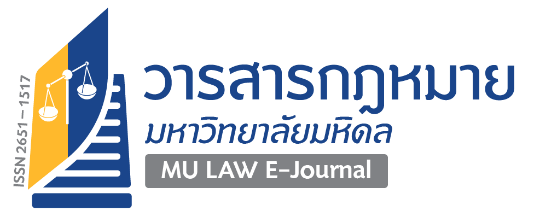 ISSN 2651 – 1517
วารสารกฎหมาย
มหาวิทยาลัยมหิดล
MU LAW E-Journal